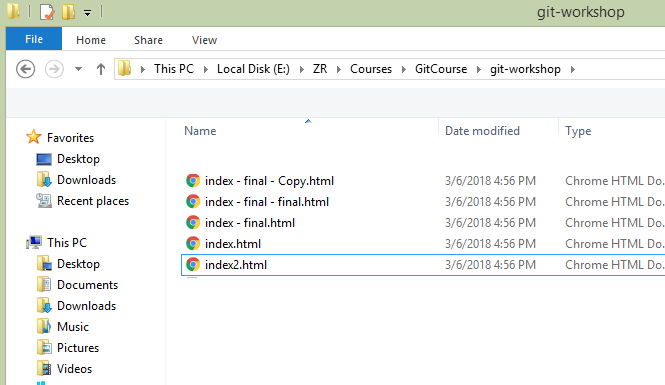 git-workshop
File Home Share View
This PC Local Disk (E:) ZR Courses GitCourse git-workshop
Favorites
Desktop
Downloads
Recent places
This PC
Desktop
Documents
Downloads
Music
Pictures
Videos
Name Date modified Type
index - final - Copy.html 3/6/2018 4:56 PM Chrome HTML Do...
index - final - final.html 3/6/2018 4:56 PM Chrome HTML Do...
index - final.html 3/6/2018 4:56 PM Chrome HTML Do...
index.html 3/6/2018 4:56 PM Chrome HTML Do...
index2.html 3/6/2018 4:56 PM Chrome HTML Do...